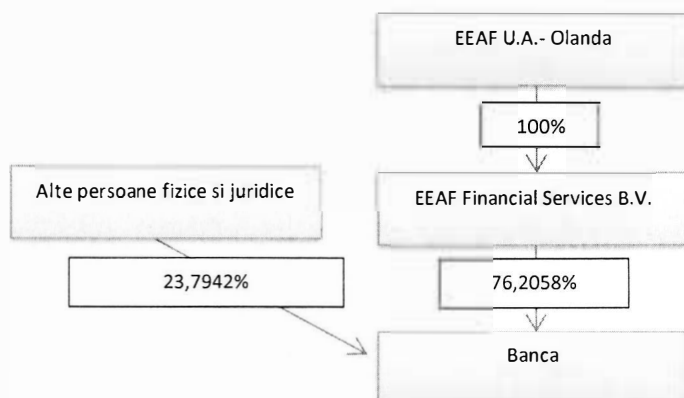 EEAF U.A.- Olanda
100%
Alte persoane fizice si juridice
EEAF Financial Services B.V.
23,7942%
76,2058%
Banca